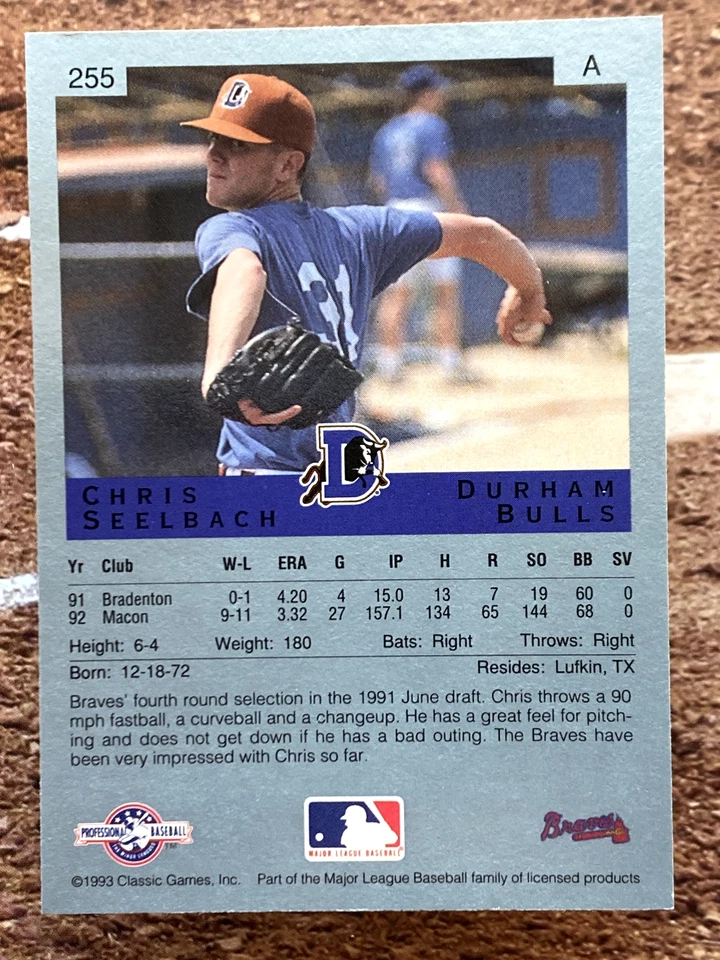 255
A
D
31
D
CHRIS SEELBACH
DURHAM BULLS
Yr Club W-L ERA G IP H R SO BB SV
91 Bradenton 0-1 4.20 4 15.0 13 7 19 60 0
92 Macon 9-11 3.32 27 157.1 134 65 144 68 0
Height: 6-4 Weight: 180 Bats: Right Throws: Right
Born: 12-18-72 Resides: Lufkin, TX
Braves' fourth round selection in the 1991 June draft. Chris throws a 90
mph fastball, a curveball and a changeup. He has a great feel for pitch-
ing and does not get down if he has a bad outing. The Braves have
been very impressed with Chris so far.
PROFESSIONAL BASEBALL
THE MINOR LEAGUES
TM
MAJOR LEAGUE BASEBALL
Braves
©1993 Classic Games, Inc. Part of the Major League Baseball family of licensed products